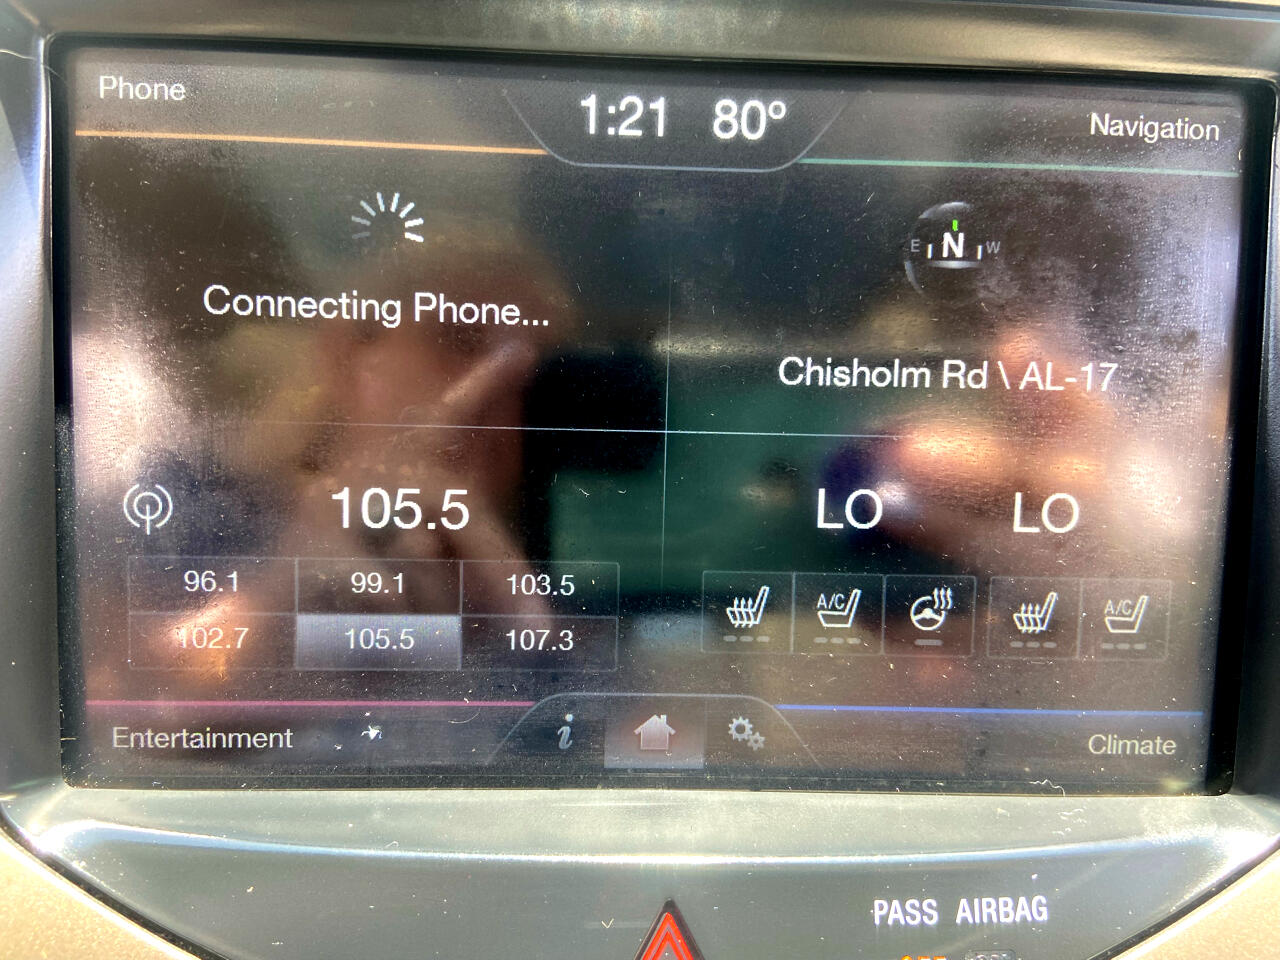 Phone
1:21 80º
Navigation
E N W
Connecting Phone...
Chisholm Rd \ AL-17
105.5
LO LO
96.1 99.1 103.5
102.7 105.5 107.3
A/C A/C
Entertainment
i
Climate
PASS AIRBAG